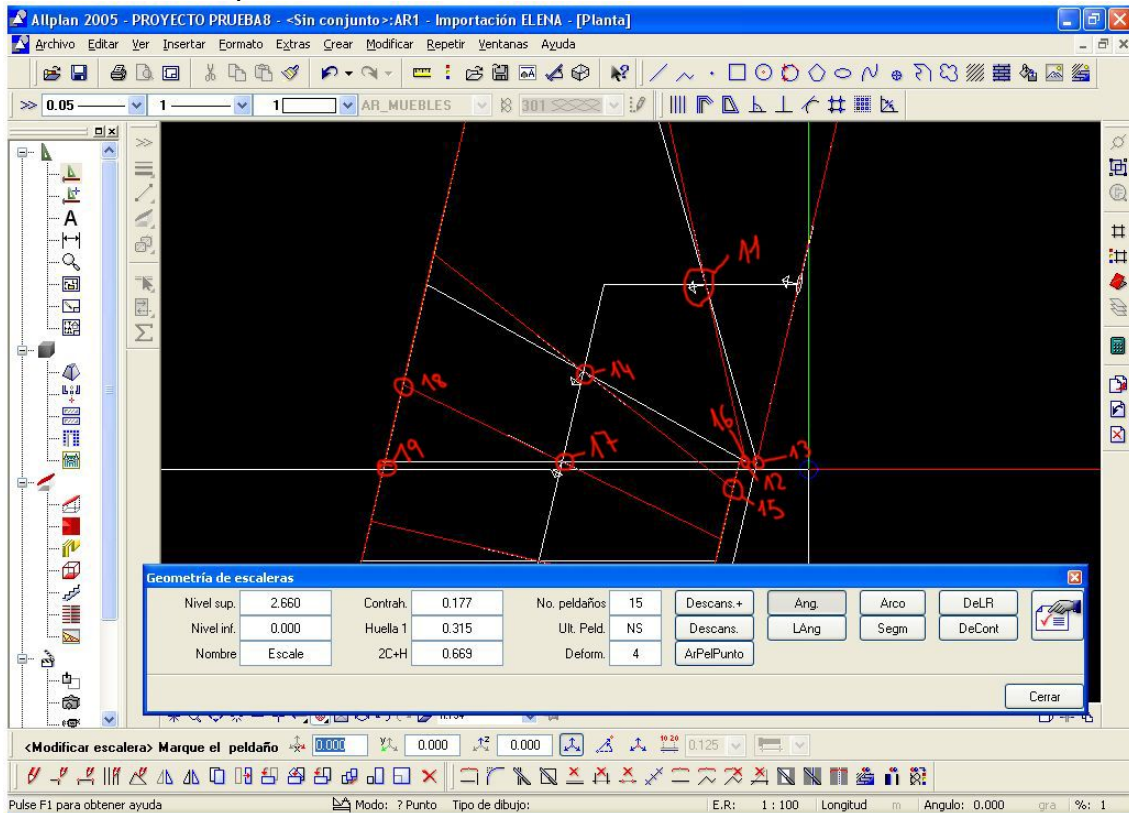 Allplan 2005 - PROYECTO PRUEBA8 - <Sin conjunto>:AR1 - Importación ELENA - [Planta]
Archivo Editar Ver Insertar Formato Extras Crear Modificar Repetir Ventanas Ayuda
0.05 1 1 AR_MUEBLES 301
A
11
14
18
16
13
19
17
12
15
Geometría de escaleras
Nivel sup. 2.660 Contrah. 0.177 No. peldaños 15 Descans.+ Ang. Arco DeLR
Nivel inf. 0.000 Huella 1 0.315 Ult. Peld. NS Descans. LAng Segm DeCont
Nombre Escale 2C+H 0.669 Deform. 4 ArPelPunto
Cerrar
<Modificar escalera> Marque el peldaño 0.000 0.000 0.000 0.125
Pulse F1 para obtener ayuda Modo: ? Punto Tipo de dibujo: E.R: 1 : 100 Longitud m Angulo: 0.000 gra %: 1